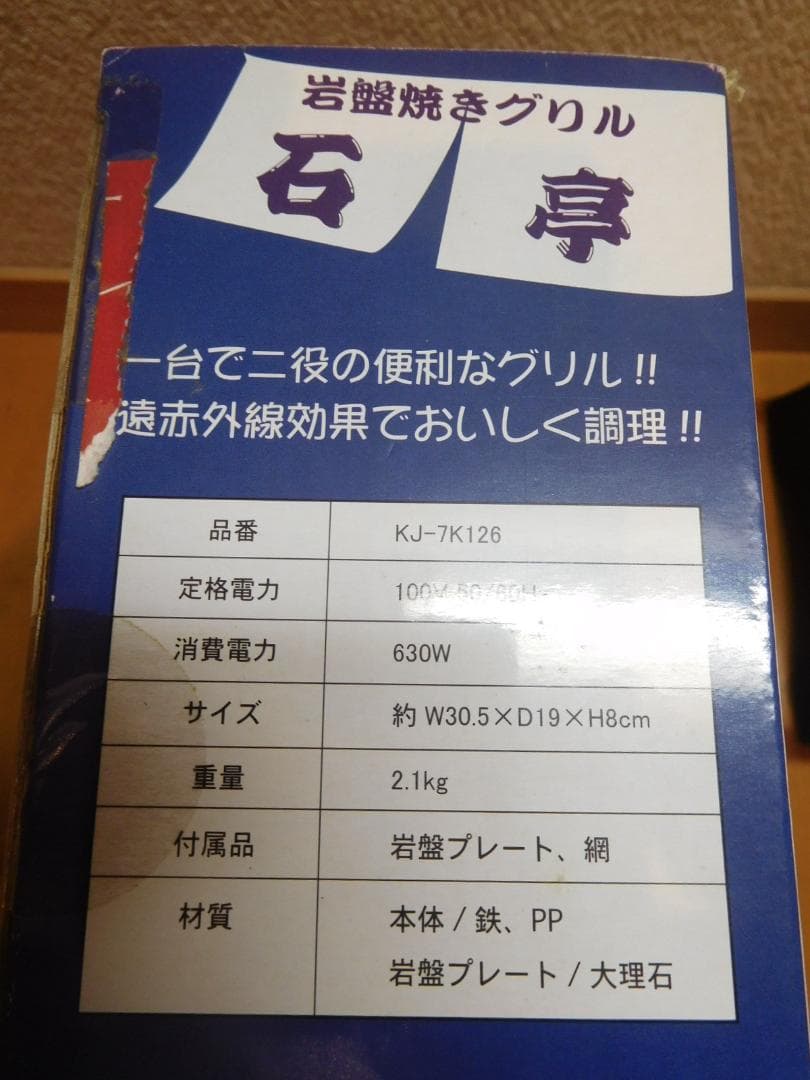 岩盤焼きグリル
石亭
一台で二役の便利なグリル!!
遠赤外線効果でおいしく調理!!
品番 KJ-7K126
定格電力 100V 50/60H
消費電力 630W
サイズ 約 W30.5×D19×H8cm
重量 2.1kg
付属品 岩盤プレート、網
材質 本体 / 鉄、PP
岩盤プレート / 大理石